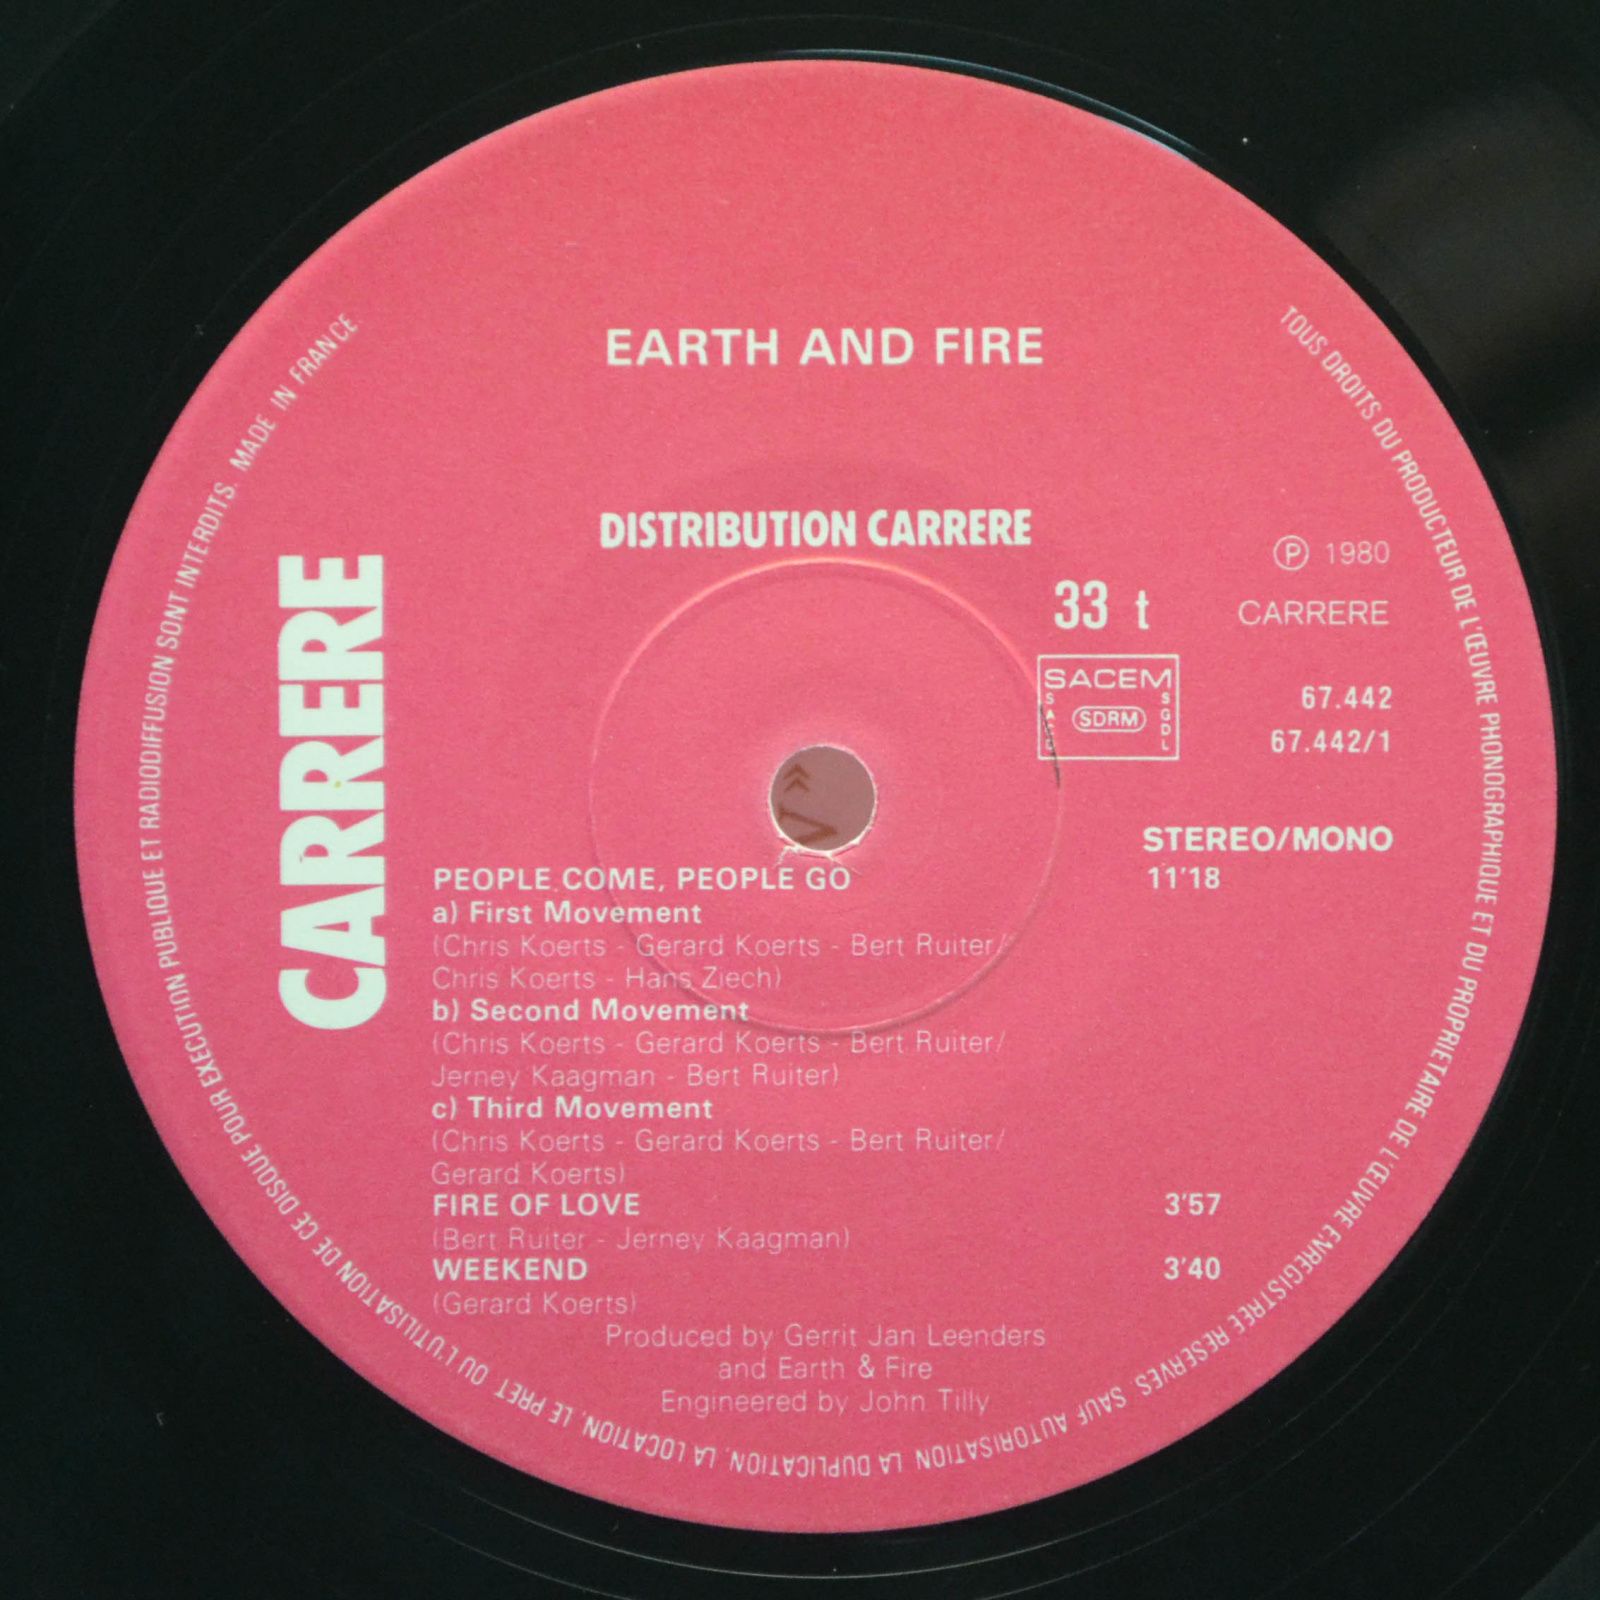 EARTH AND FIRE
DISTRIBUTION CARRERE
CARRERE
℗ 1980
33 t
CARRERE
SACEM
SACD
SDRM
SGDL
67.442
67.442/1
STEREO/MONO
PEOPLE COME, PEOPLE GO 11'18
a) First Movement
(Chris Koerts - Gerard Koerts - Bert Ruiter/
Chris Koerts - Hans Ziech)
b) Second Movement
(Chris Koerts - Gerard Koerts - Bert Ruiter/
Jerney Kaagman - Bert Ruiter)
c) Third Movement
(Chris Koerts - Gerard Koerts - Bert Ruiter/
Gerard Koerts)
FIRE OF LOVE 3'57
(Bert Ruiter - Jerney Kaagman)
WEEKEND 3'40
(Gerard Koerts)
Produced by Gerrit Jan Leenders
and Earth & Fire
Engineered by John Tilly
TOUS DROITS DU PRODUCTEUR DE L'ŒUVRE PHONOGRAPHIQUE ET DU PROPRIETAIRE DE L'ŒUVRE ENREGISTREE RESERVES SAUF AUTORISATION LA DUPLICATION, LA LOCATION, LE PRET OU L'UTILISATION DE CE DISQUE POUR EXECUTION PUBLIQUE ET RADIODIFFUSION SONT INTERDITS. MADE IN FRANCE